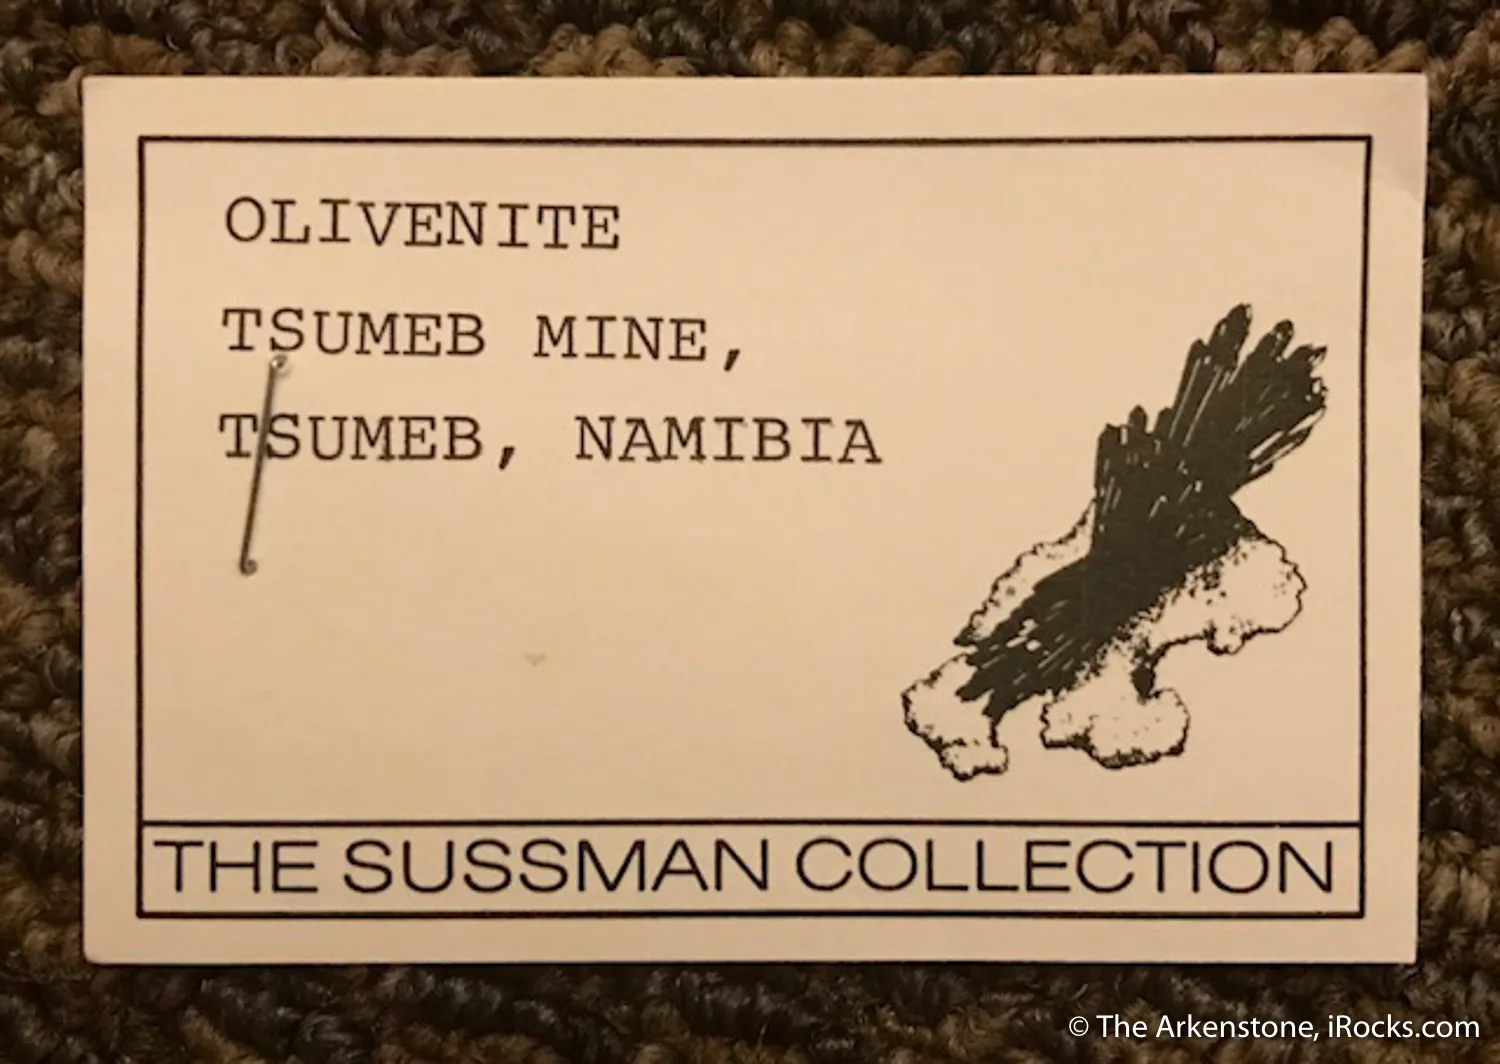 OLIVENITE
TSUMEB MINE,
TSUMEB, NAMIBIA
THE SUSSMAN COLLECTION
© The Arkenstone, iRocks.com